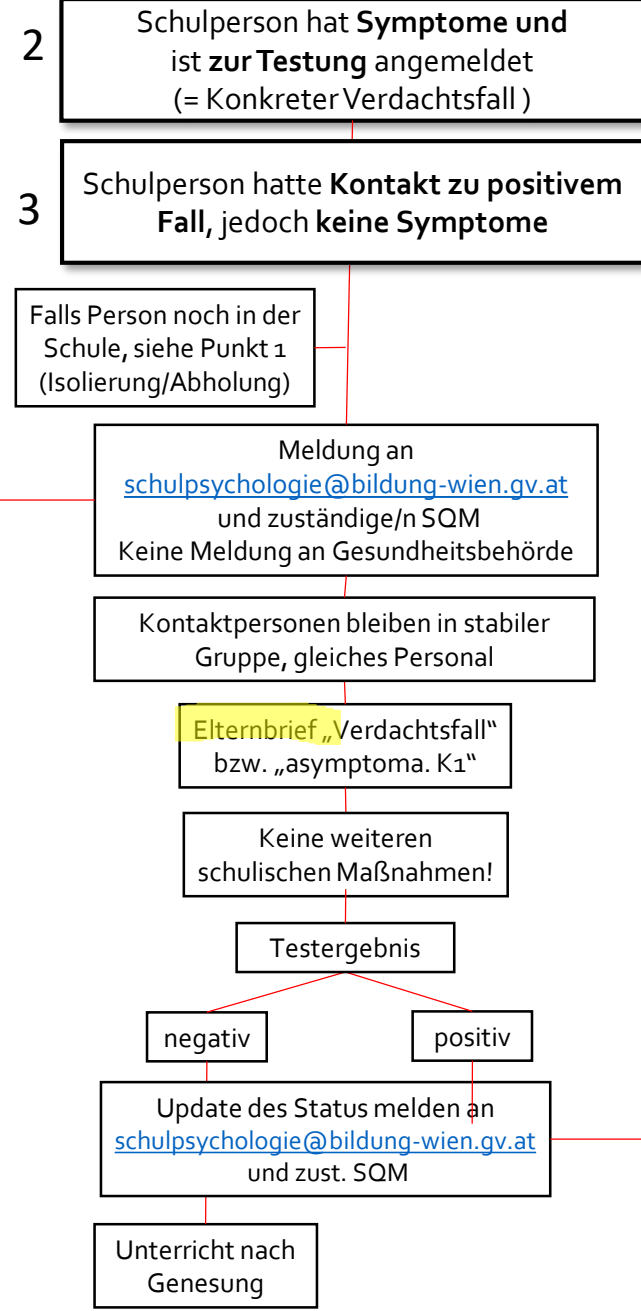 2
Schulperson hat Symptome und
ist zur Testung angemeldet
(= Konkreter Verdachtsfall )
3
Schulperson hatte Kontakt zu positivem
Fall, jedoch keine Symptome
Falls Person noch in der
Schule, siehe Punkt 1
(Isolierung/Abholung)
Meldung an
schulpsychologie@bildung-wien.gv.at
und zuständige/n SQM
Keine Meldung an Gesundheitsbehörde
Kontaktpersonen bleiben in stabiler
Gruppe, gleiches Personal
Elternbrief „Verdachtsfall“
bzw. „asymptoma. K1“
Keine weiteren
schulischen Maßnahmen!
Testergebnis
negativ
positiv
Update des Status melden an
schulpsychologie@bildung-wien.gv.at
und zust. SQM
Unterricht nach
Genesung